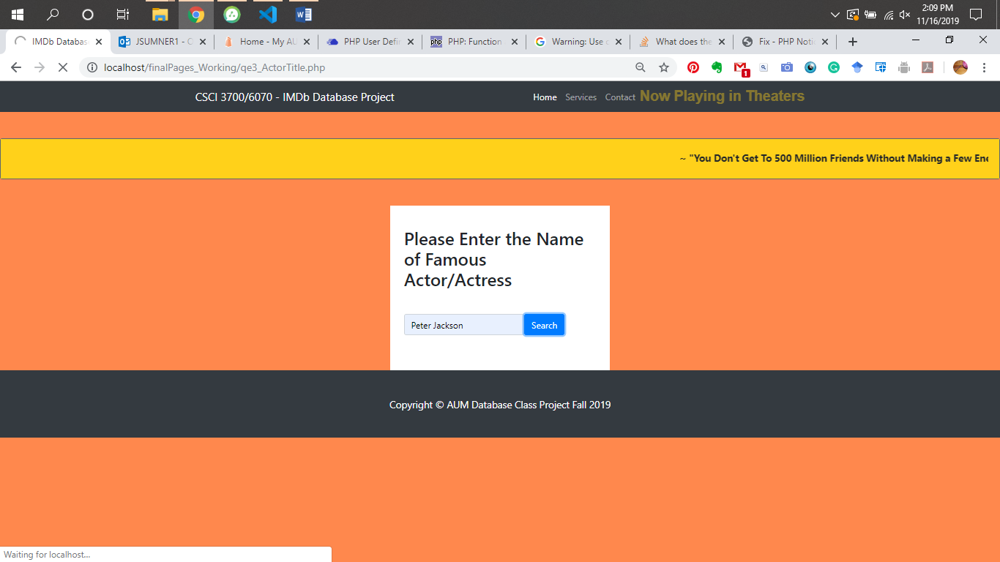 2:09 PM
11/16/2019
IMDb Databas
JSUMNER1 - O
Home - My AU
PHP User Defin
php
PHP: Function
Warning: Use o
What does the
Fix - PHP Notic
localhost/finalPages_Working/qe3_ActorTitle.php
1
CSCI 3700/6070 - IMDb Database Project
Home Services Contact Now Playing in Theaters
~ "You Don't Get To 500 Million Friends Without Making a Few Ene
Please Enter the Name
of Famous
Actor/Actress
Peter Jackson
Search
Copyright © AUM Database Class Project Fall 2019
Waiting for localhost...